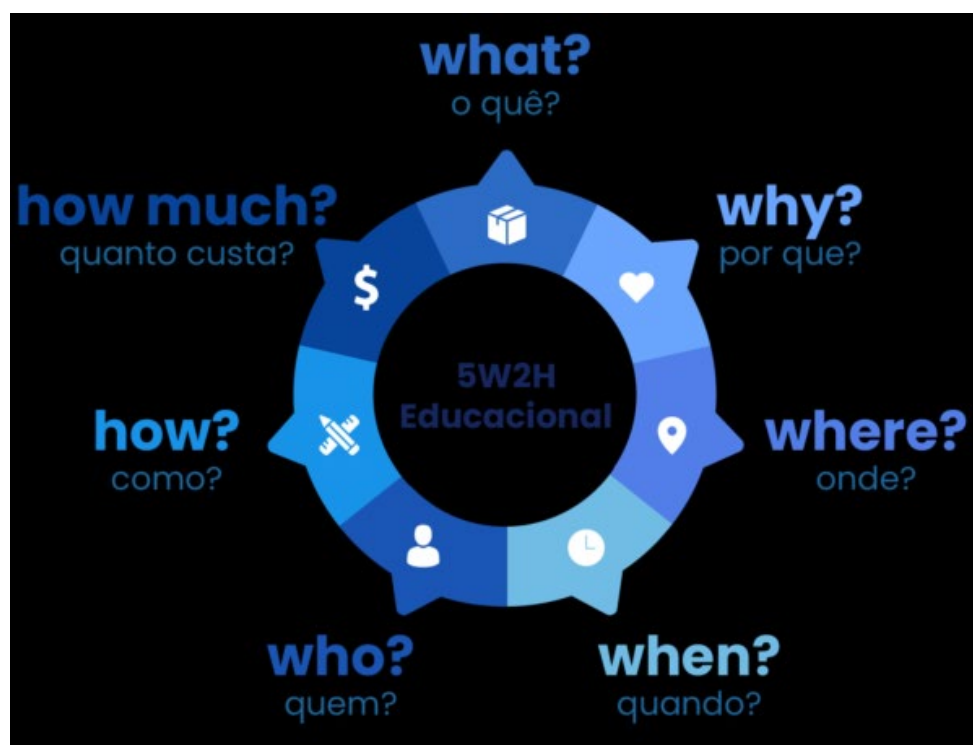 what?
o quê?
how much?
quanto custa?
why?
por que?
$
5W2H
Educacional
how?
como?
where?
onde?
who?
quem?
when?
quando?